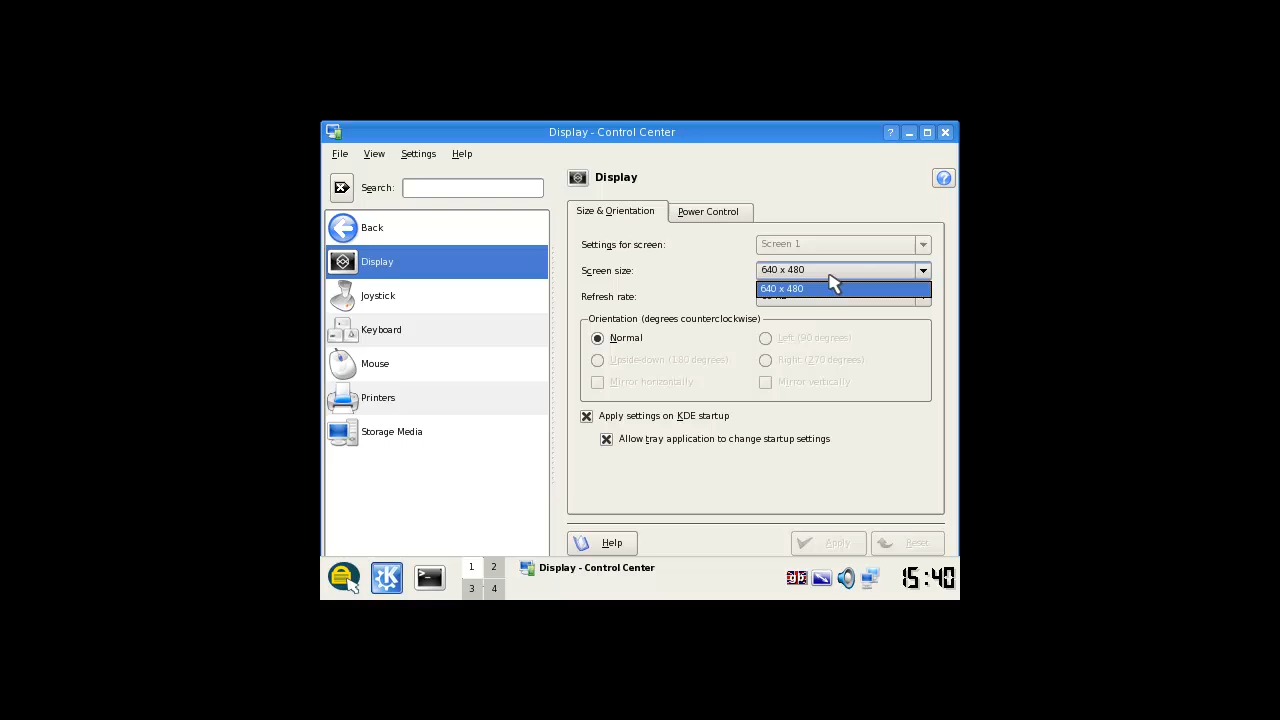 Display - Control Center
File View Settings Help
Search:
Back
Display
Joystick
Keyboard
Mouse
Printers
Storage Media
Display
Size & Orientation Power Control
Settings for screen: Screen 1
Screen size: 640 x 480
640 x 480
Refresh rate:
Orientation (degrees counterclockwise)
Normal Left (90 degrees)
Upside-down (180 degrees) Right (270 degrees)
Mirror horizontally Mirror vertically
Apply settings on KDE startup
Allow tray application to change startup settings
Help Apply Reset
1 2
3 4
Display - Control Center
15:40